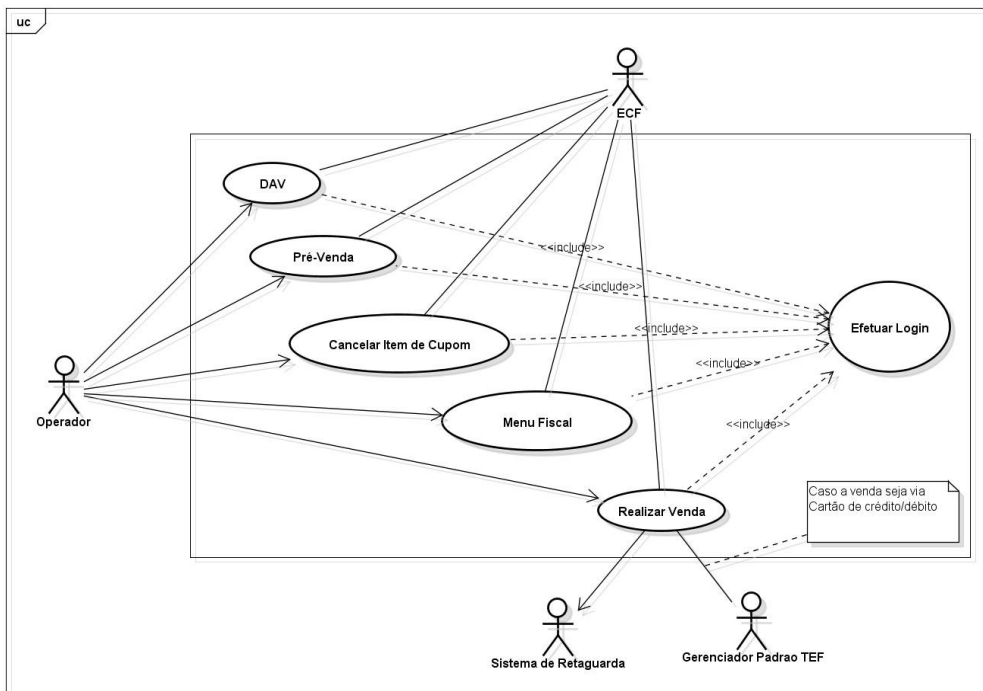 uc
ECF
DAV
<<include>>
Pré-Venda
<<include>>
Efetuar Login
Cancelar Item de Cupom
<<include>>
<<include>>
Operador
Menu Fiscal
<<include>>
Caso a venda seja via
Cartão de crédito/débito
Realizar Venda
Sistema de Retaguarda
Gerenciador Padrao TEF